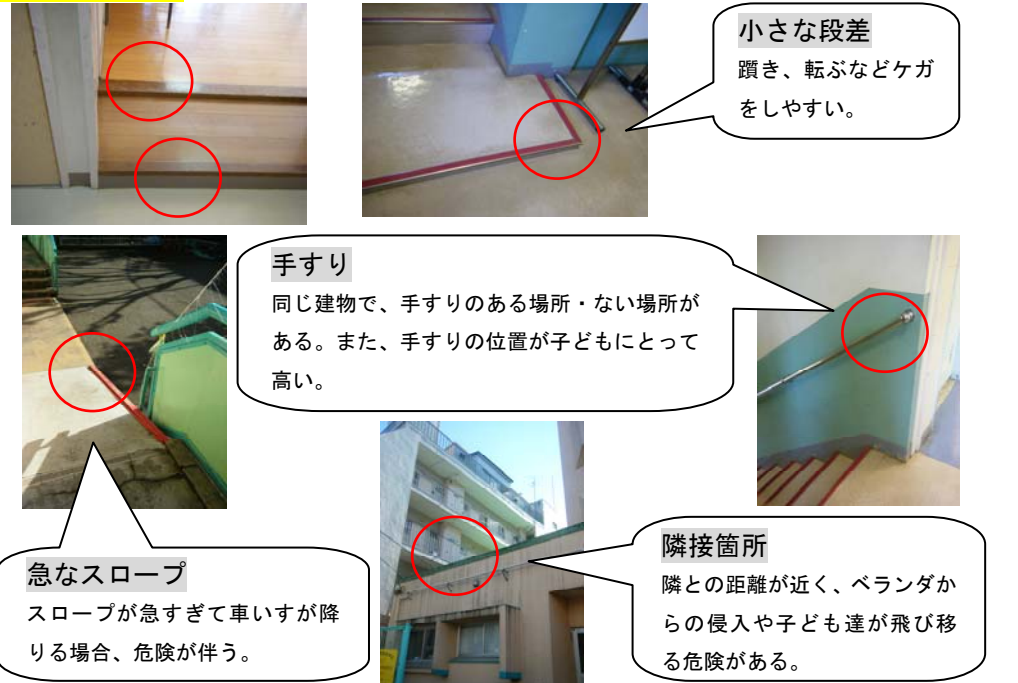 小さな段差
躓き、転ぶなどケガ
をしやすい。
手すり
同じ建物で、手すりのある場所・ない場所が
ある。また、手すりの位置が子どもにとって
高い。
急なスロープ
スロープが急すぎて車いすが降
りる場合、危険が伴う。
隣接箇所
隣との距離が近く、ベランダか
らの侵入や子ども達が飛び移
る危険がある。